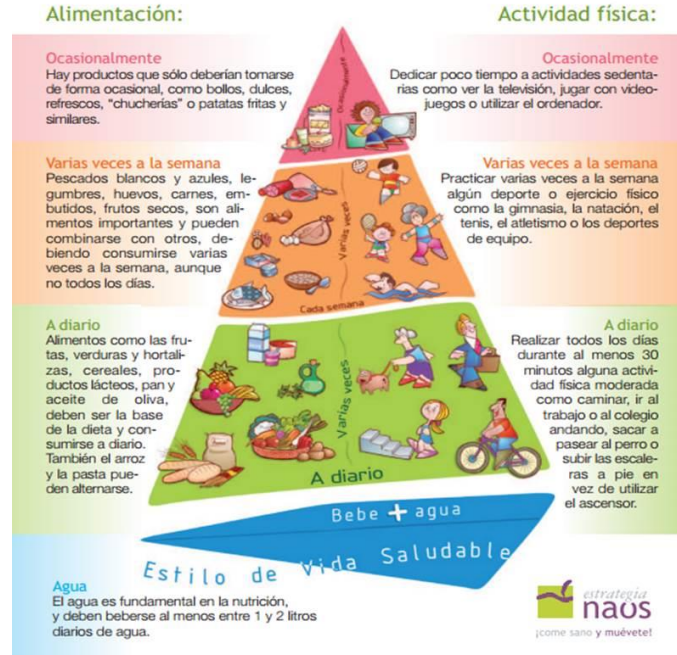 Alimentación:
Actividad física:
Ocasionalmente
Hay productos que sólo deberían tomarse
de forma ocasional, como bollos, dulces,
refrescos, “chucherías” o patatas fritas y
similares.
Ocasionalmente
Dedicar poco tiempo a actividades sedenta-
rias como ver la televisión, jugar con video-
juegos o utilizar el ordenador.
Ocasionalmente
Varias veces a la semana
Pescados blancos y azules, le-
gumbres, huevos, carnes, em-
butidos, frutos secos, son ali-
mentos importantes y pueden
combinarse con otros, de-
biendo consumirse varias
veces a la semana, aunque
no todos los días.
Varias veces a la semana
Practicar varias veces a la semana
algún deporte o ejercicio físico
como la gimnasia, la natación, el
tenis, el atletismo o los deportes
de equipo.
Varias veces
Cada semana
A diario
Alimentos como las fru-
tas, verduras y hortali-
zas, cereales, pro-
ductos lácteos, pan y
aceite de oliva,
deben ser la base
de la dieta y con-
sumirse a diario.
También el arroz
y la pasta pue-
den alternarse.
A diario
Realizar todos los días
durante al menos 30
minutos alguna activi-
dad física moderada
como caminar, ir al
trabajo o al colegio
andando, sacar a
pasear al perro o
subir las escale-
ras a pie en
vez de utilizar
el ascensor.
Varias veces
A diario
Bebe + agua
Estilo de Vida Saludable
Agua
El agua es fundamental en la nutrición,
y deben beberse al menos entre 1 y 2 litros
diarios de agua.
estrategia
naos
¡come sano y muévete!